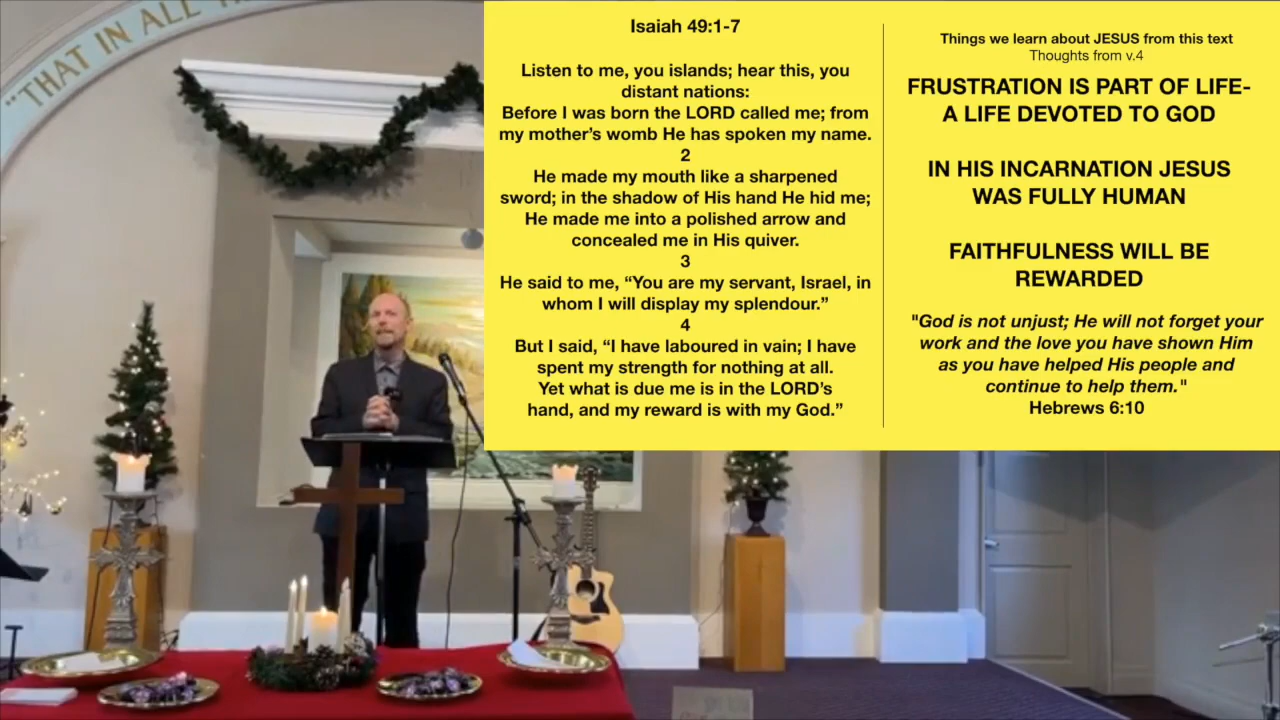 "THAT IN ALL
Isaiah 49:1-7
Listen to me, you islands; hear this, you
distant nations:
Before I was born the LORD called me; from
my mother's womb He has spoken my name.
2
He made my mouth like a sharpened
sword; in the shadow of His hand He hid me;
He made me into a polished arrow and
concealed me in His quiver.
3
He said to me, “You are my servant, Israel, in
whom I will display my splendour.”
4
But I said, “I have laboured in vain; I have
spent my strength for nothing at all.
Yet what is due me is in the LORD’s
hand, and my reward is with my God.”
Things we learn about JESUS from this text
Thoughts from v.4
FRUSTRATION IS PART OF LIFE-
A LIFE DEVOTED TO GOD
IN HIS INCARNATION JESUS
WAS FULLY HUMAN
FAITHFULNESS WILL BE
REWARDED
"God is not unjust; He will not forget your
work and the love you have shown Him
as you have helped His people and
continue to help them."
Hebrews 6:10